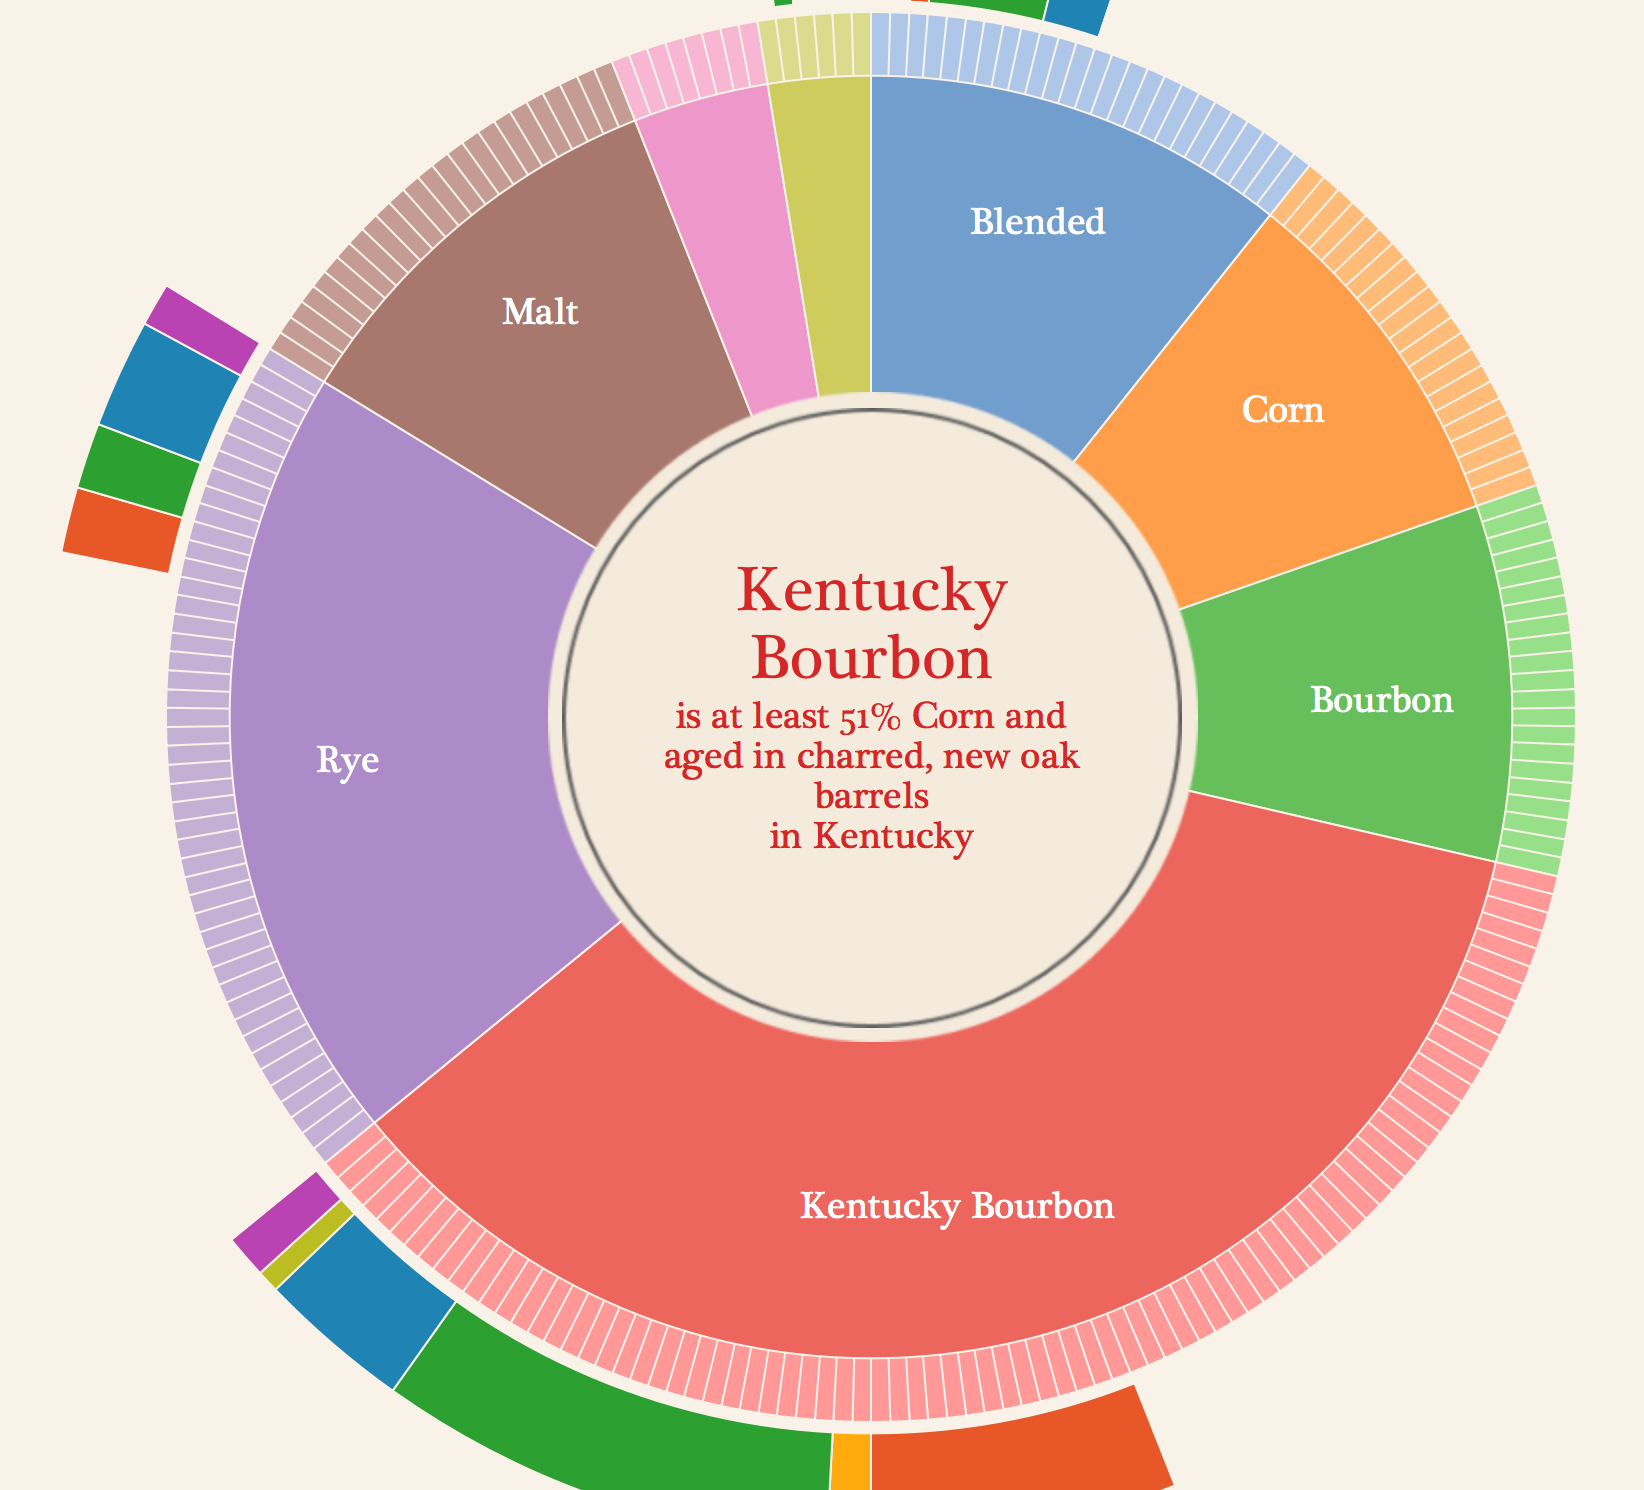 Blended
Malt
Corn
Kentucky
Bourbon
is at least 51% Corn and
aged in charred, new oak
barrels
in Kentucky
Bourbon
Rye
Kentucky Bourbon